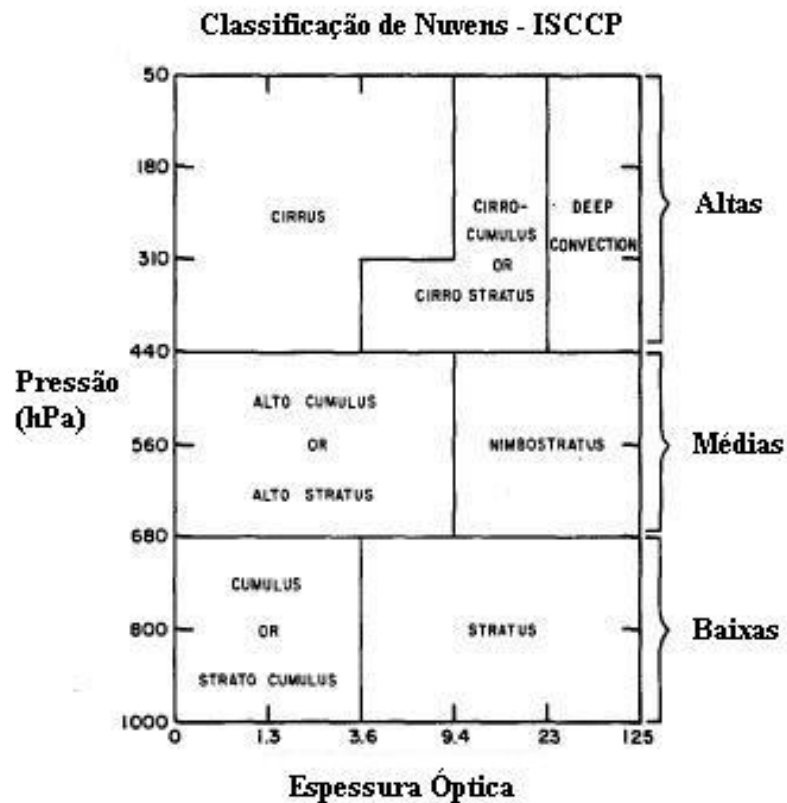 Classificação de Nuvens - ISCCP
50
180
310
440
560
680
800
1000
Pressão
(hPa)
CIRRUS
CIRRO-
CUMULUS
OR
CIRRO STRATUS
DEEP
CONVECTION
Altas
ALTO CUMULUS
OR
ALTO STRATUS
NIMBOSTRATUS
Médias
CUMULUS
OR
STRATO CUMULUS
STRATUS
Baixas
0 1.3 3.6 9.4 23 125
Espessura Óptica